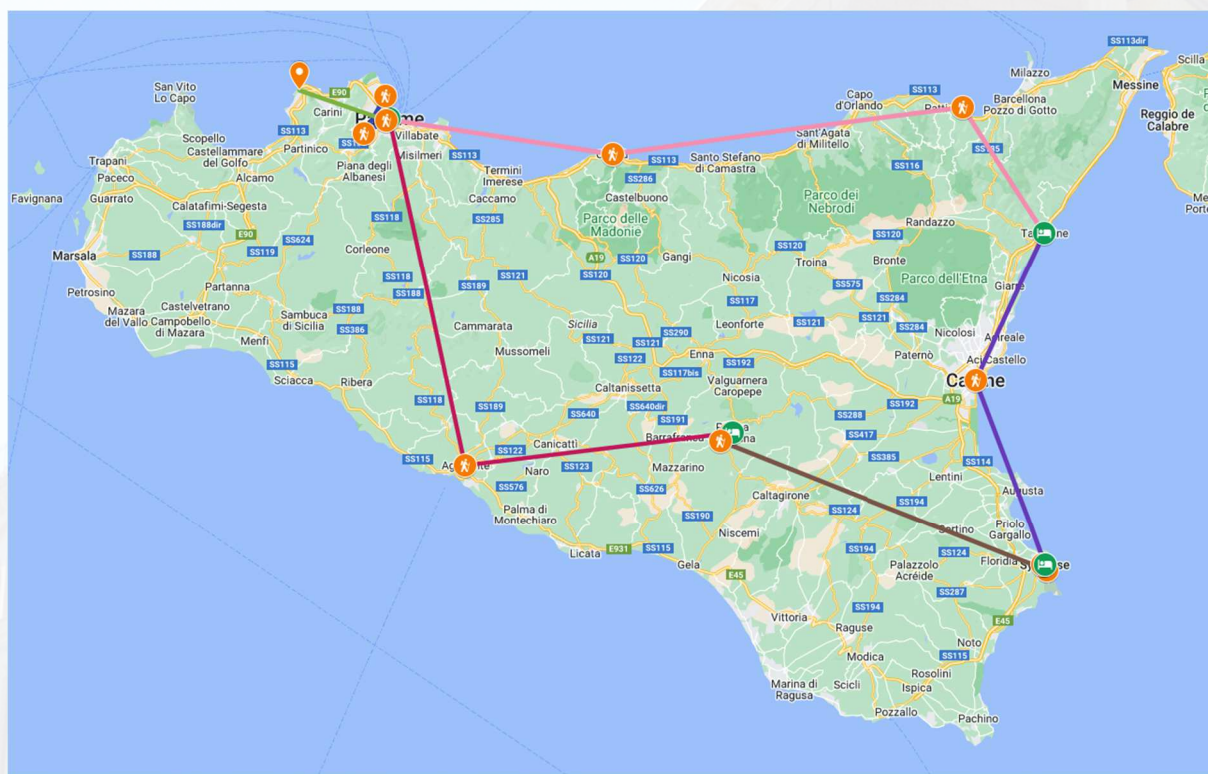 SS113dir
Scilla
San Vito
Lo Capo
Milazzo
Messine
E90
Capo
d'Orlando
SS113
Barcellona
Pozzo di Gotto
Reggio de
Calabre
Carini
Scopello
Castellammare
del Golfo
SS113
Partinico
Villabate
Misilmeri
SS113
Sant'Agata
di Militello
Trapani
Paceco
Alcamo
Piana degli
Albanesi
Termini
Imerese
SS113
SS286
Santo Stefano
di Camastra
SS116
Favignana
Guarrato
Calatafimi-Segesta
Caccamo
Castelbuono
Parco dei
Nebrodi
SS188dir
E90
SS624
SS118
SS285
Parco delle
Madonie
Randazzo
Marsala
SS188
SS119
Corleone
A19
SS120
Gangi
SS120
Troina
SS120
Bronte
Petrosino
Partanna
SS118
SS121
SS120
Nicosia
Parco dell'Etna
SS188
SS189
SS575
SS284
Giarre
Mazara
del Vallo
Castelvetrano
Campobello
di Mazara
Sambuca
di Sicilia
SS188
SS386
Menfi
Cammarata
Sicilia
SS121
SS290
SS121
SS117
Leonforte
SS121
SS121
SS284
Nicolosi
SS115
Mussomeli
SS122
Enna
SS192
Paternò
Aci Castello
Sciacca
Ribera
SS117bis
Valguarnera
Caropepe
SS118
SS189
Caltanissetta
SS640dir
SS640
SS191
SS288
SS192
A19
SS115
SS122
Canicattì
SS417
Naro
SS123
Mazzarino
SS385
SS114
SS576
SS626
Caltagirone
Lentini
Augusta
Palma di
Montechiaro
SS190
SS124
SS194
Niscemi
Priolo
Gargallo
Licata
E931
SS115
Gela
SS194
SS124
Floridia
E45
Palazzolo
Acréide
SS287
Vittoria
SS194
E45
Raguse
Noto
Modica
SS115
Marina di
Ragusa
Scicli
Rosolini
Ispica
Pozzallo
Pachino